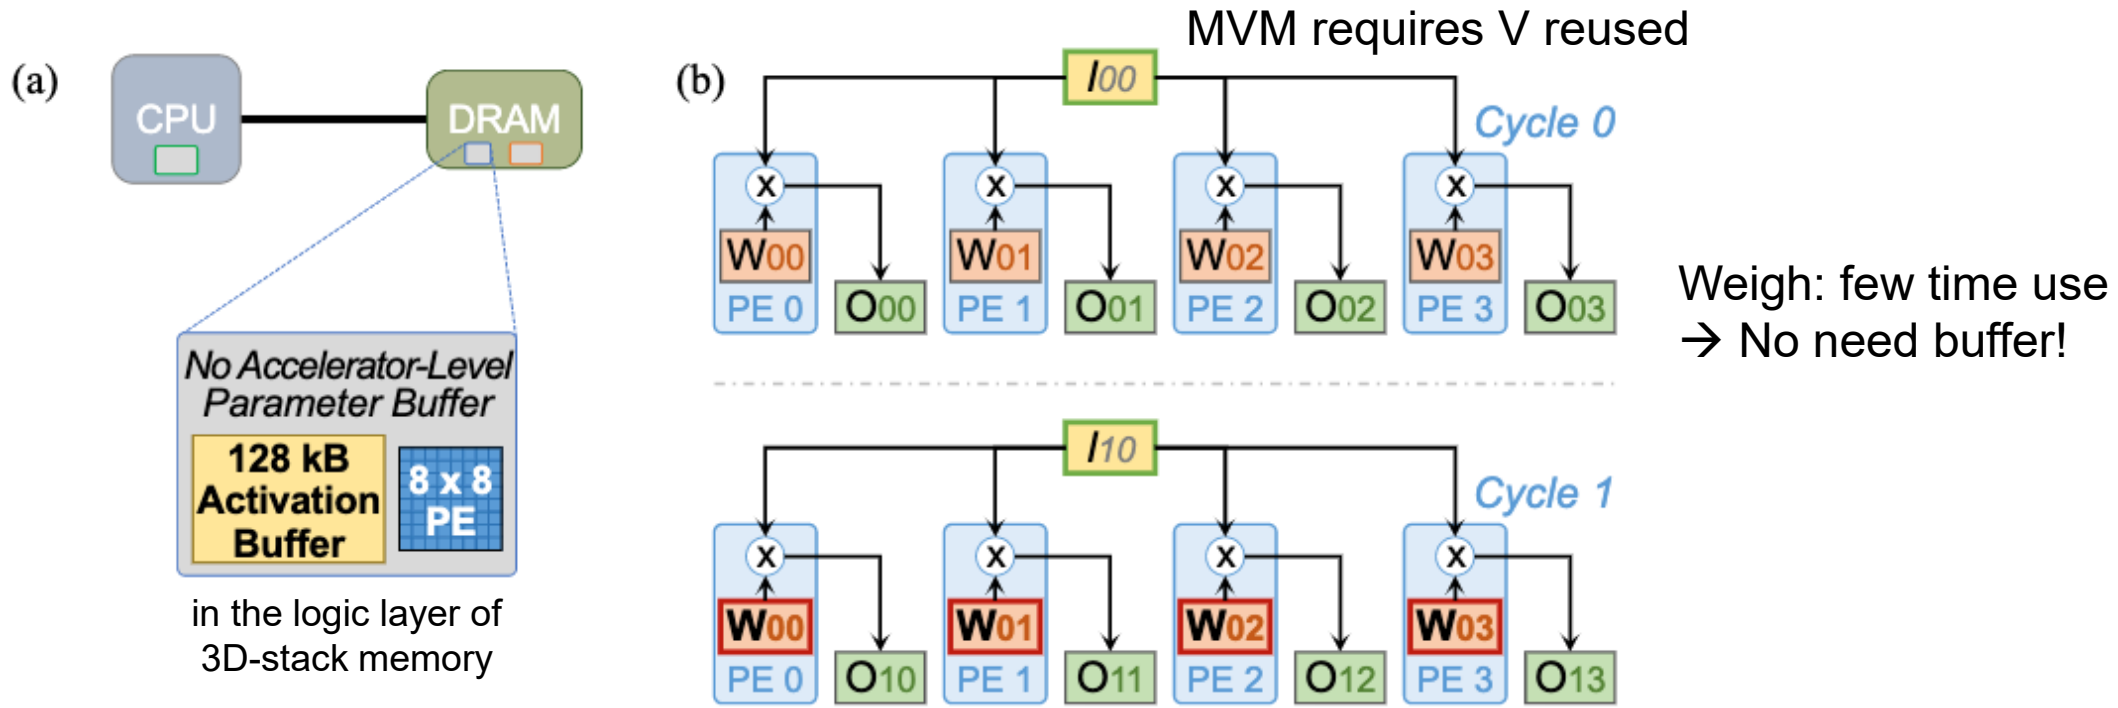 MVM requires V reused
(a)
CPU
DRAM
No Accelerator-Level
Parameter Buffer
128 kB
Activation
Buffer
8 x 8
PE
in the logic layer of
3D-stack memory
(b)
I00
Cycle 0
X X X X
W00 W01 W02 W03
PE 0 O00 PE 1 O01 PE 2 O02 PE 3 O03
I10
Cycle 1
X X X X
W00 W01 W02 W03
PE 0 O10 PE 1 O11 PE 2 O12 PE 3 O13
Weigh: few time use
→ No need buffer!